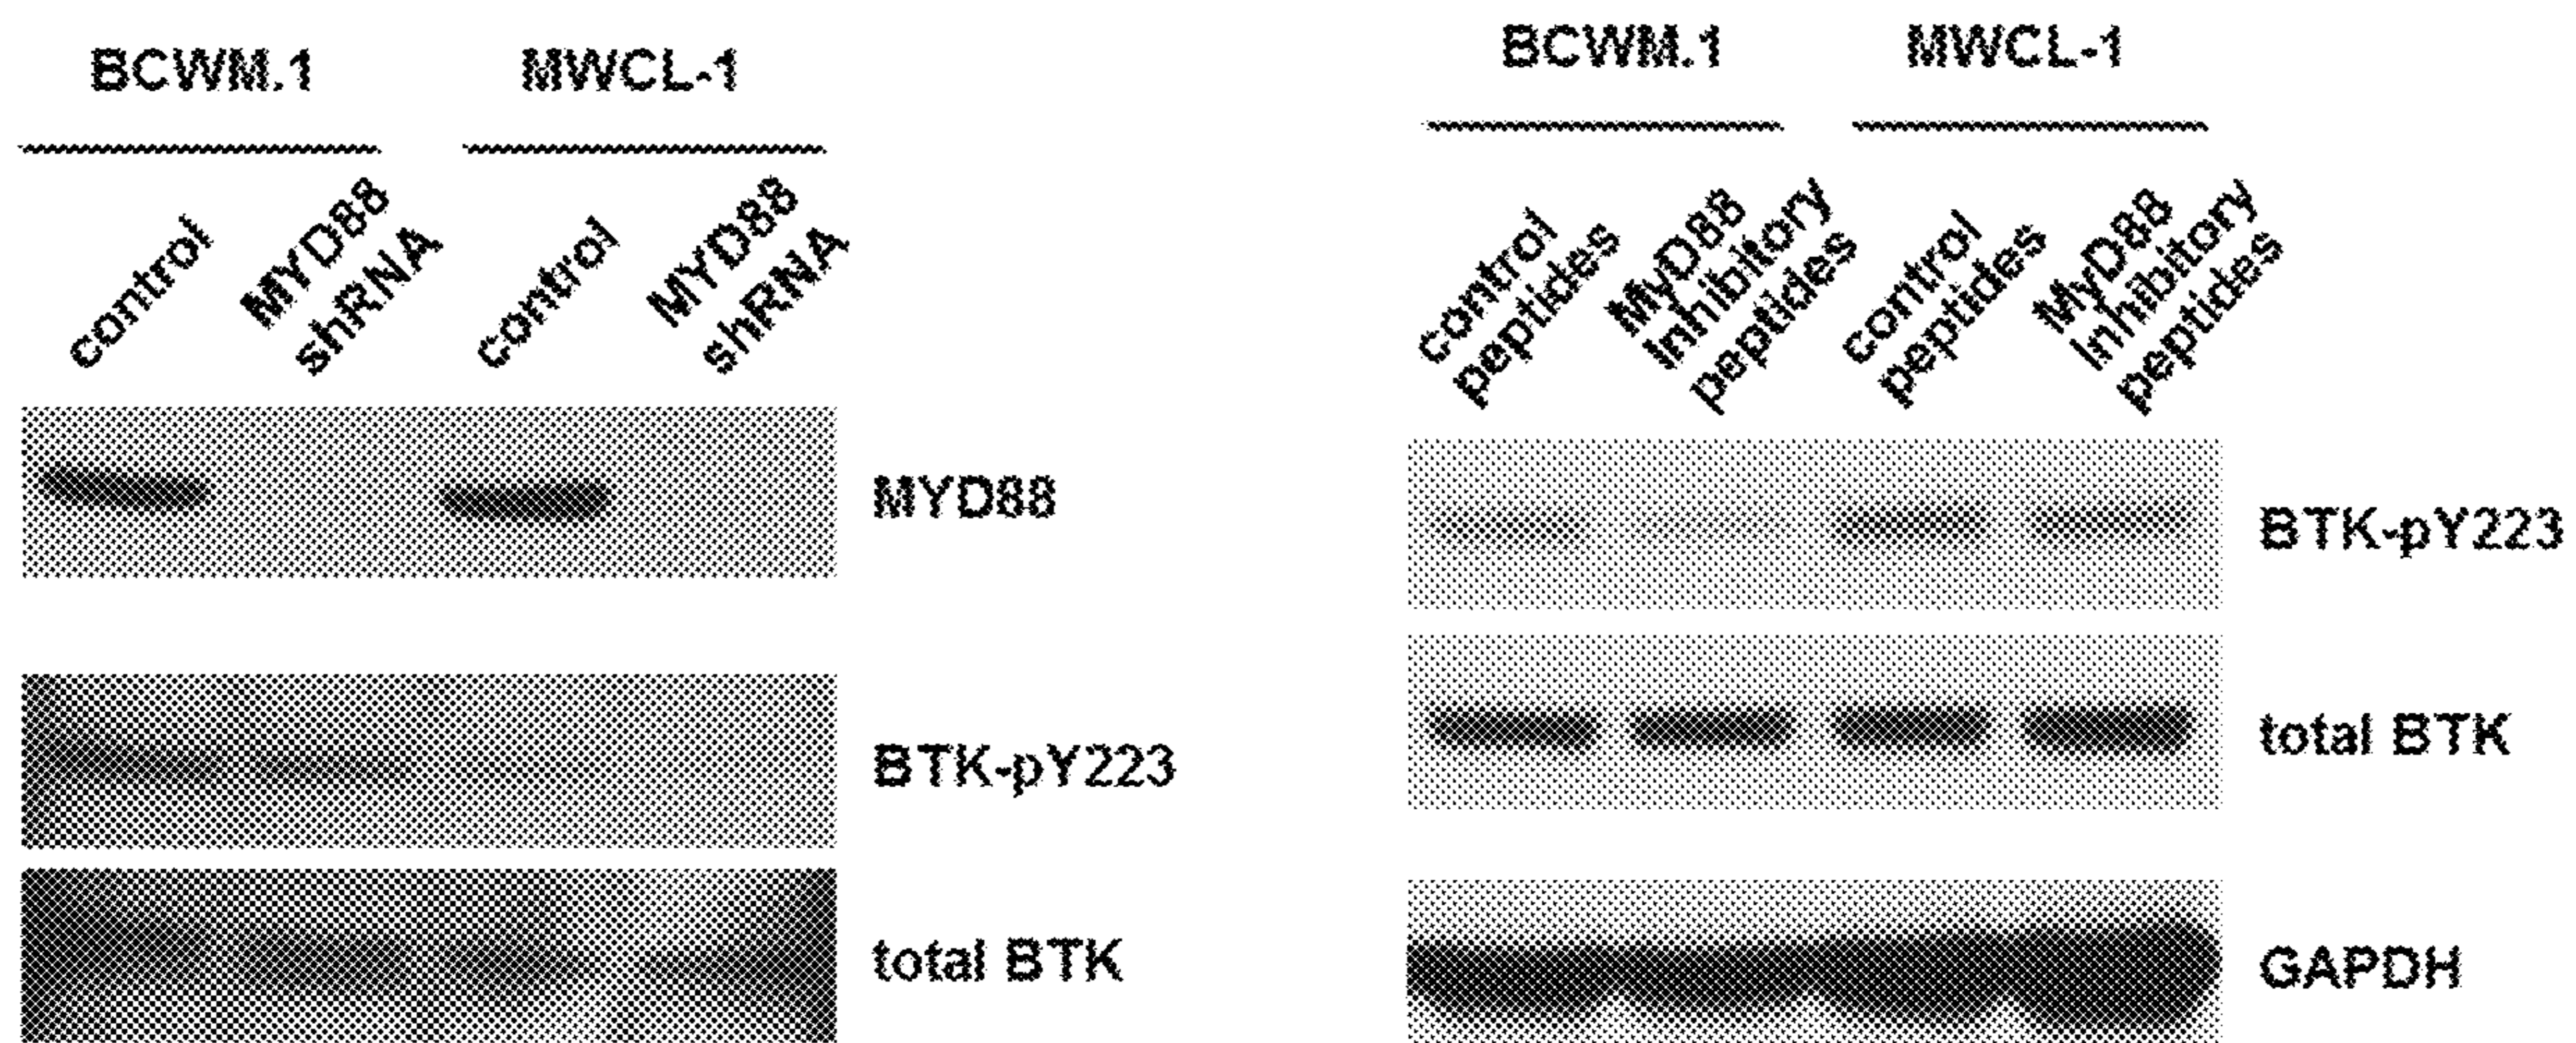 BCWM.1
MWCL-1
control
MYD88
shRNA
control
MYD88
shRNA
MYD88
BTK-pY223
total BTK
BCWM.1
MWCL-1
control
peptides
MyD88
Inhibitory
peptides
control
peptides
MyD88
Inhibitory
peptides
BTK-pY223
total BTK
GAPDH